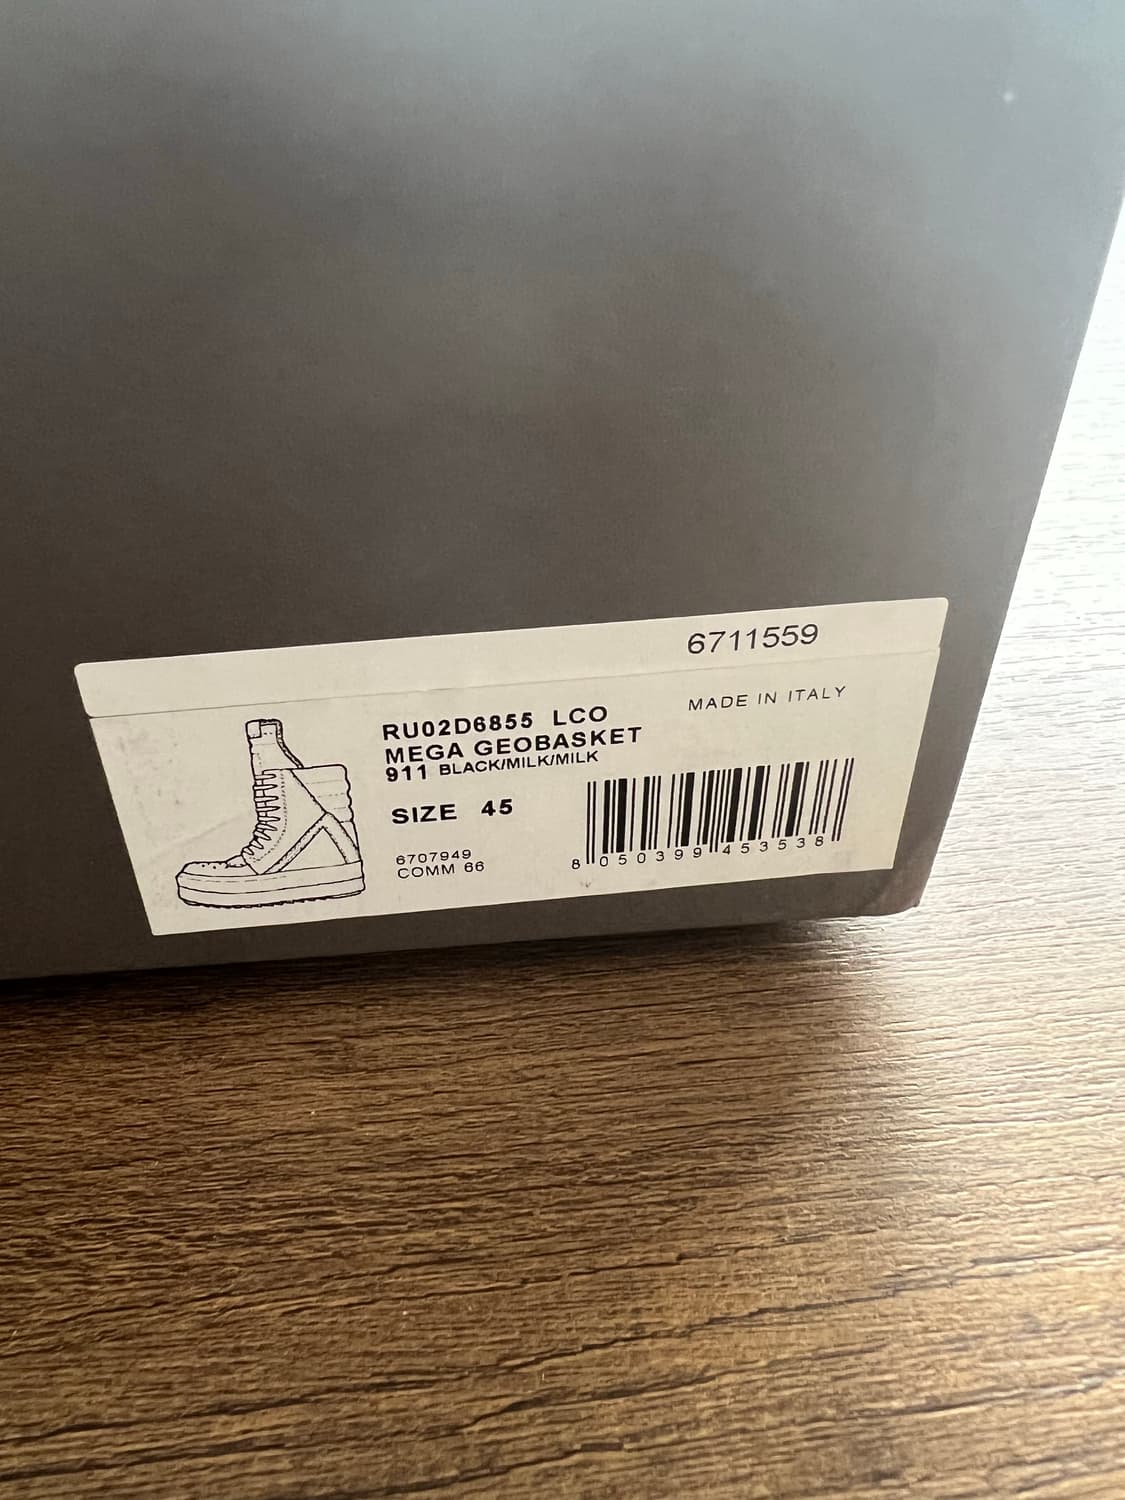 6711559
MADE IN ITALY
RU02D6855 LCO
MEGA GEOBASKET
911 BLACK/MILK/MILK
SIZE 45
6707949
COMM 66
8 050399 453538